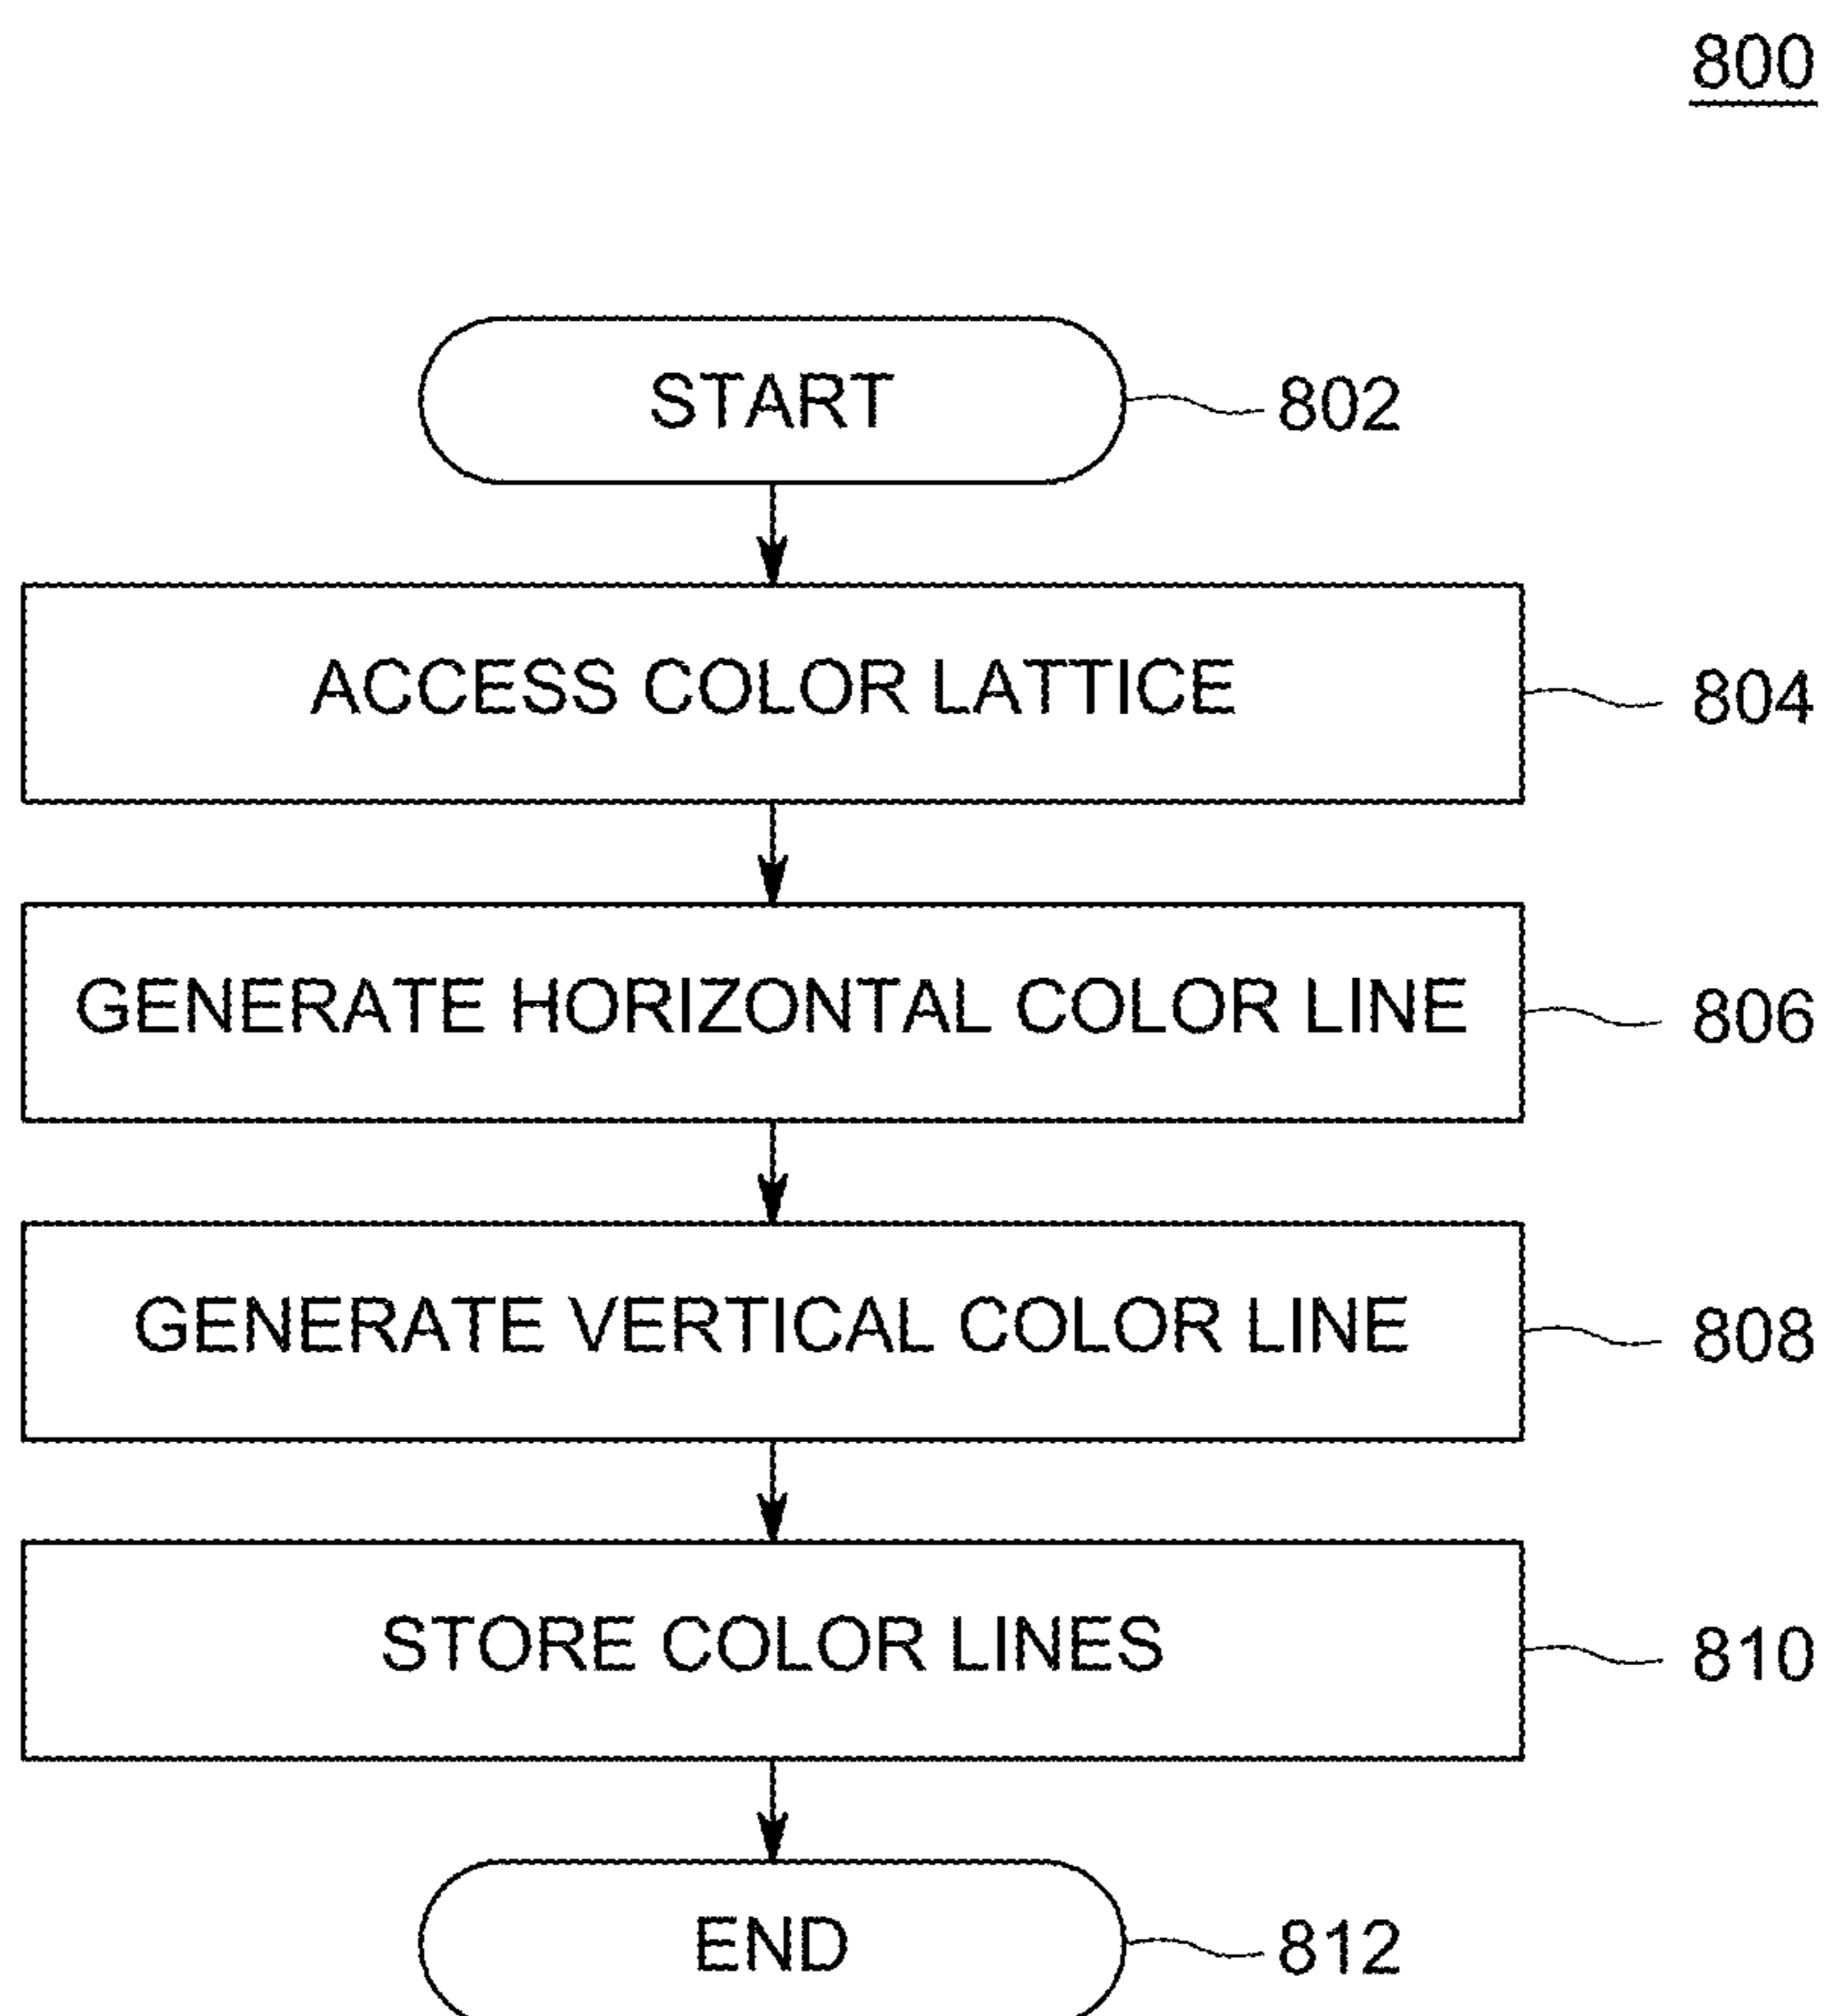 800
START
802
ACCESS COLOR LATTICE
804
GENERATE HORIZONTAL COLOR LINE
806
GENERATE VERTICAL COLOR LINE
808
STORE COLOR LINES
810
END
812